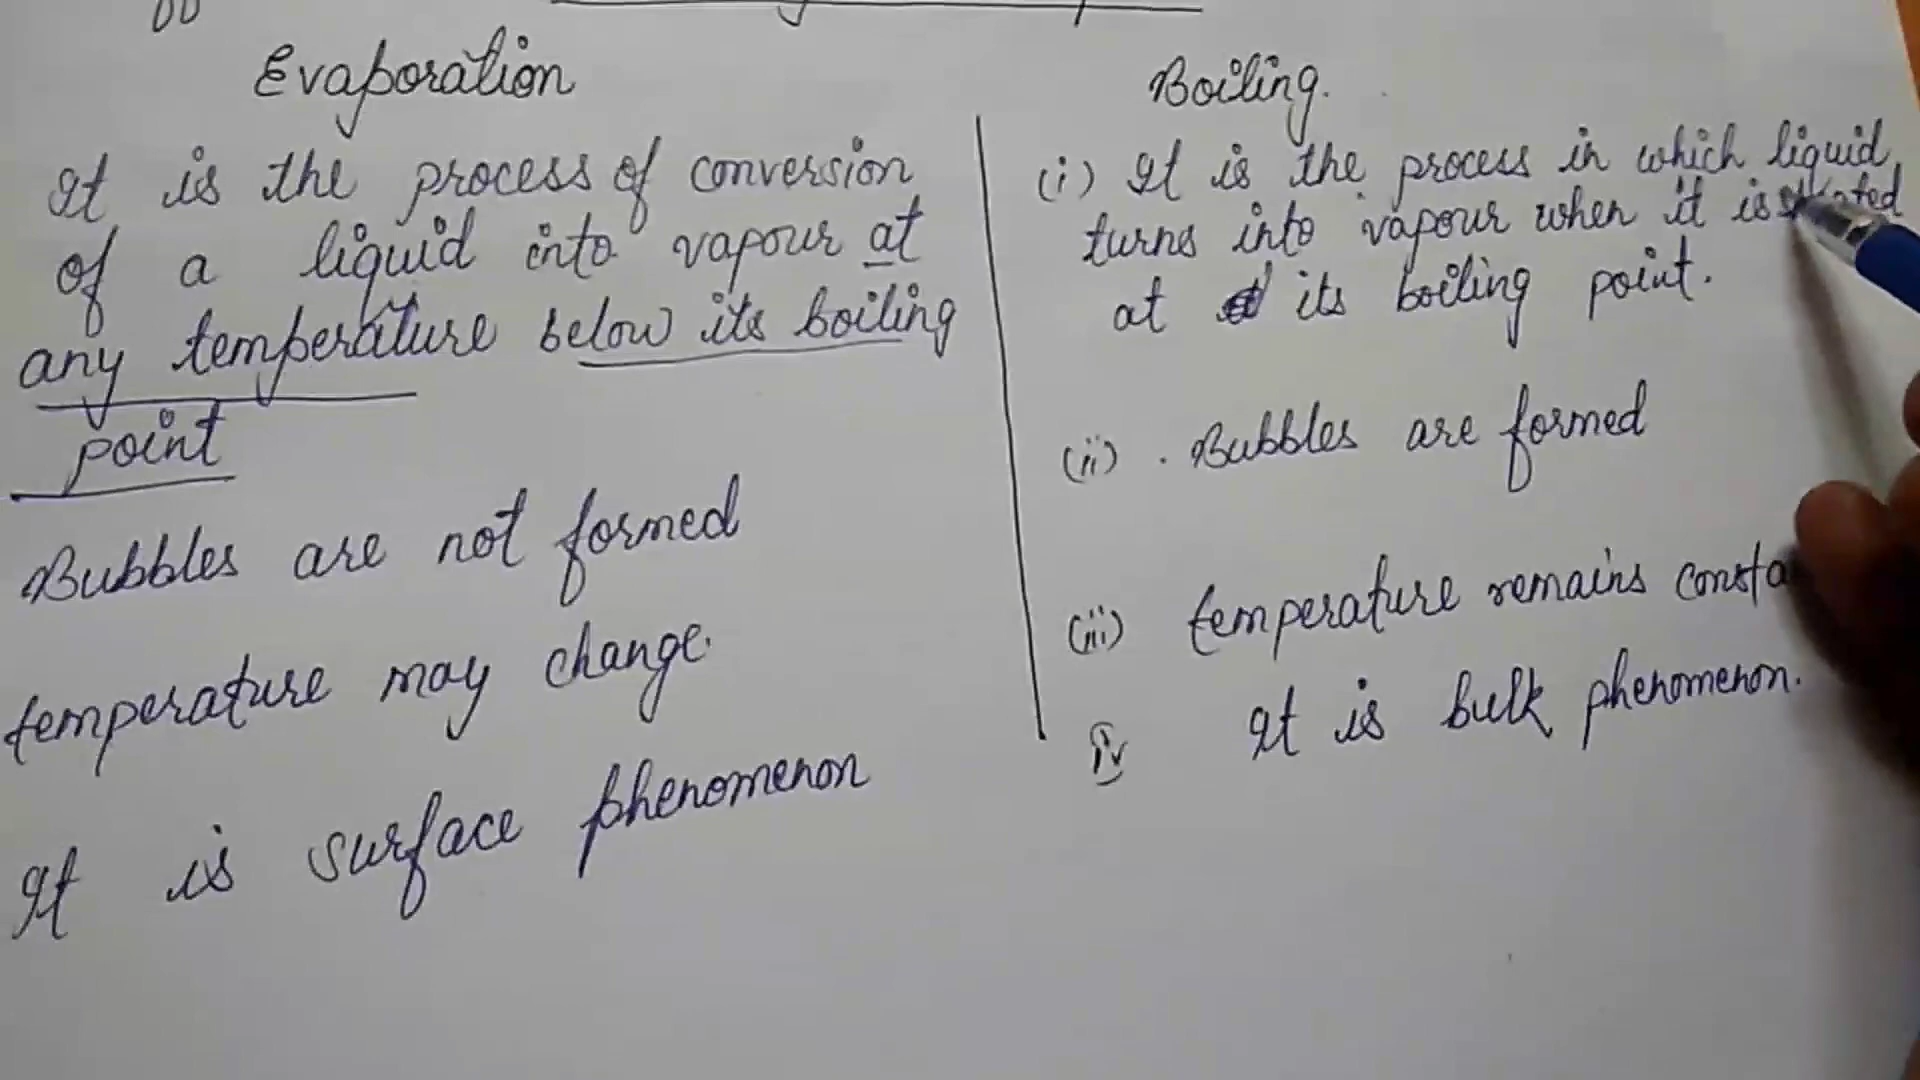 Evaporation
It is the process of conversion
of a liquid into vapour at
any temperature below its boiling
point
Bubbles are not formed
temperature may change.
It is surface phenomenon
Boiling.
(i) It is the process in which liquid
turns into vapour when it is
at its boiling point.
(ii) . Bubbles are formed
(iii) temperature remains consta
iv It is bulk phenomenon.